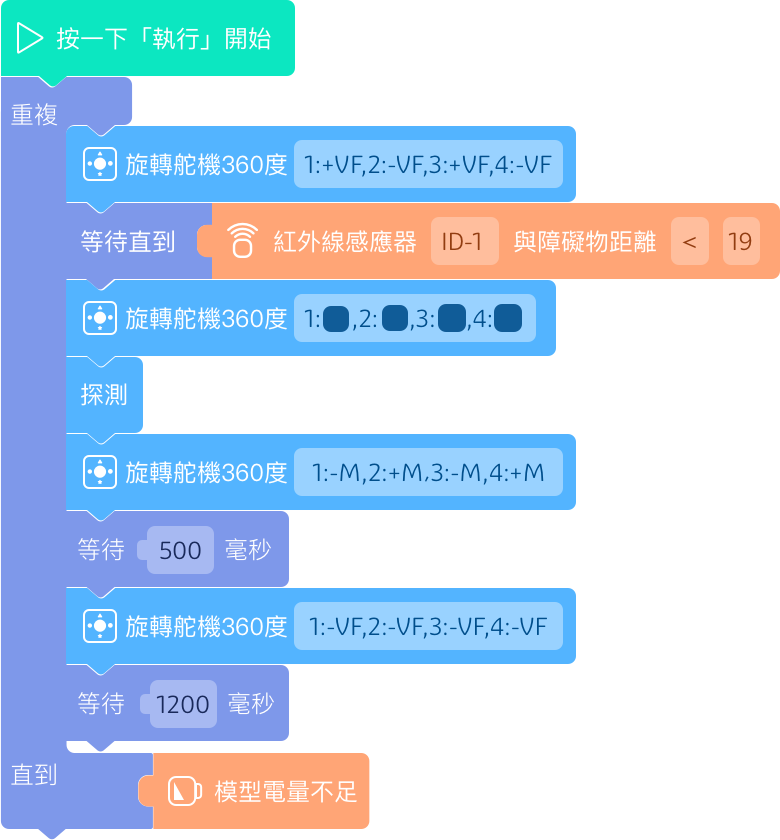 按一下「執行」開始
重複
旋轉舵機360度 1:+VF,2:-VF,3:+VF,4:-VF
等待直到 紅外線感應器 ID-1 與障礙物距離 < 19
旋轉舵機360度 1: ,2: ,3: ,4:
探測
旋轉舵機360度 1:-M,2:+M,3:-M,4:+M
等待 500 毫秒
旋轉舵機360度 1:-VF,2:-VF,3:-VF,4:-VF
等待 1200 毫秒
直到 模型電量不足